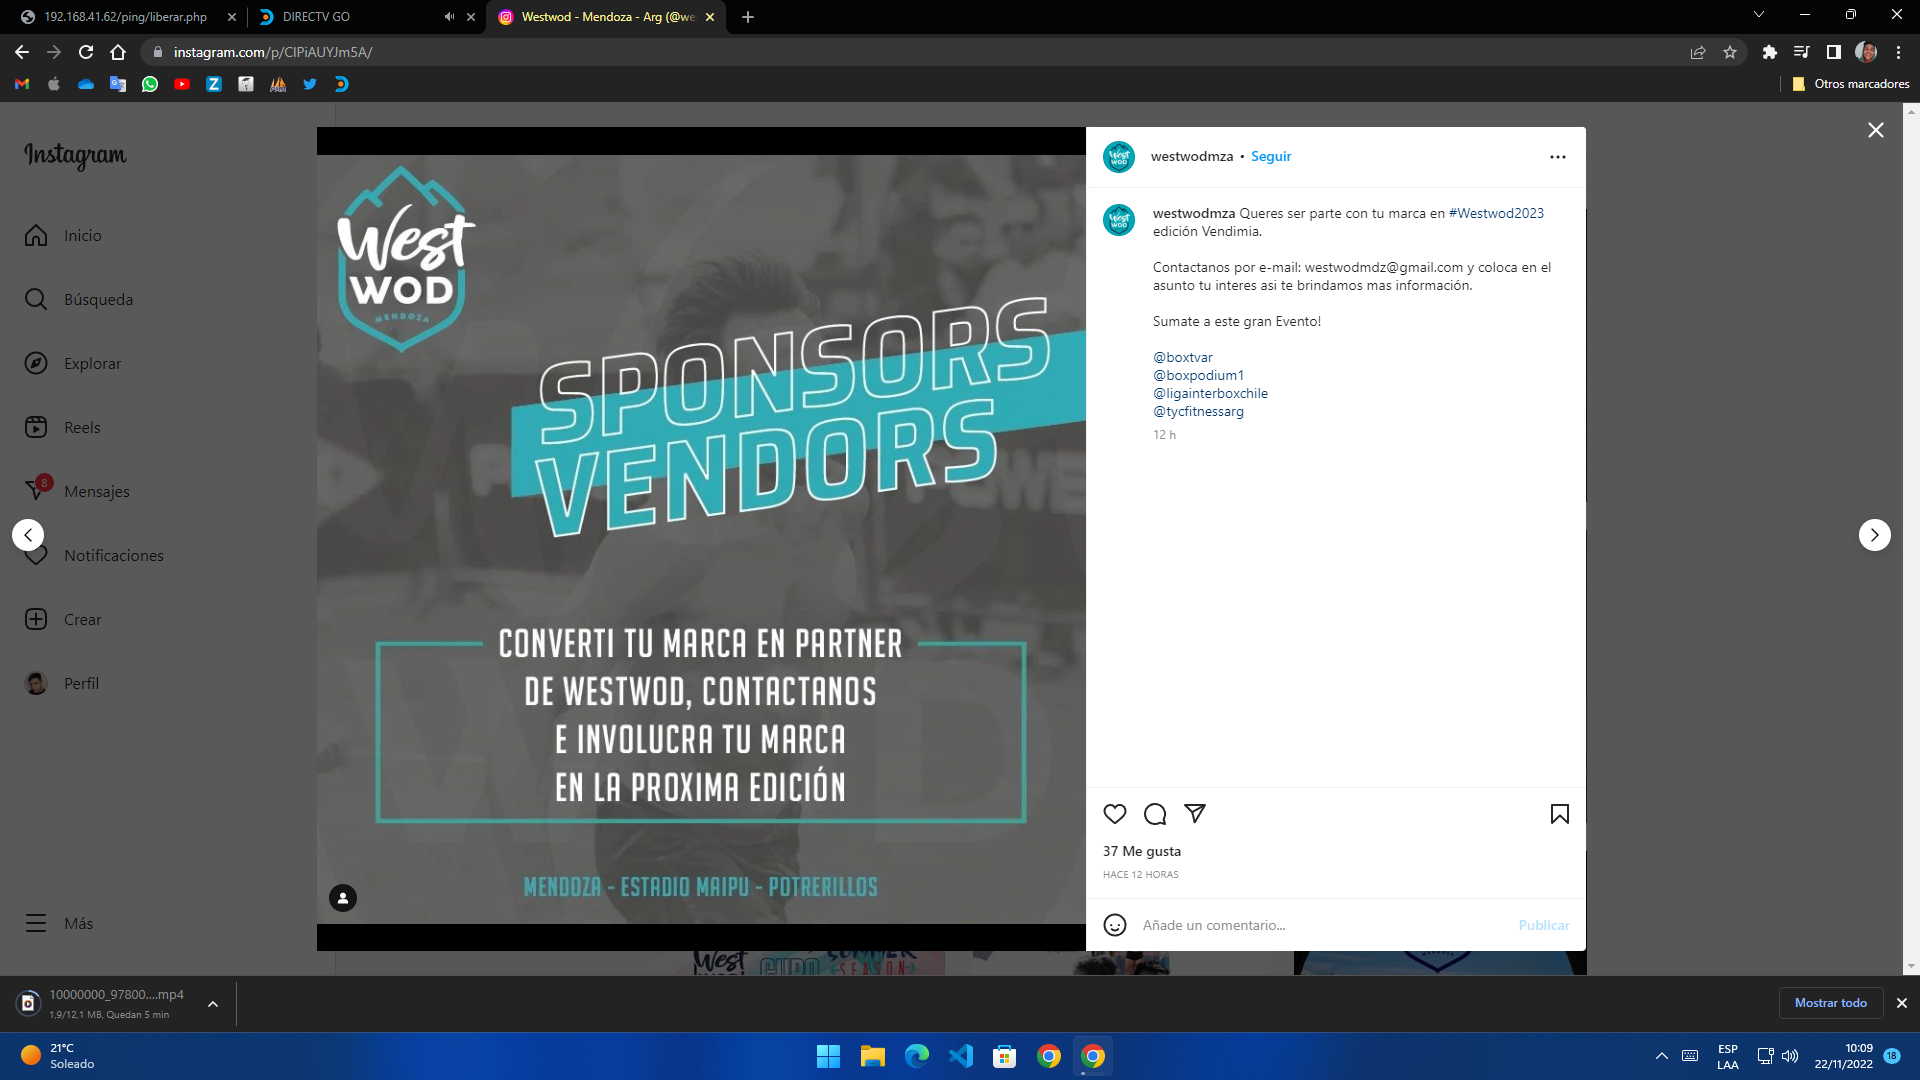 192.168.41.62/ping/liberar.php
DIRECTV GO
Westwod - Mendoza - Arg (@we
instagram.com/p/ClPiAUYJm5A/
Otros marcadores
Instagram
Inicio
Búsqueda
Explorar
Reels
8
Mensajes
Notificaciones
Crear
Perfil
Más
West
WOD
MENDOZA
SPONSORS
VENDORS
CONVERTI TU MARCA EN PARTNER
DE WESTWOD, CONTACTANOS
E INVOLUCRA TU MARCA
EN LA PROXIMA EDICIÓN
MENDOZA - ESTADIO MAIPU - POTRERILLOS
westwodmza • Seguir
westwodmza Queres ser parte con tu marca en #Westwod2023
edición Vendimia.
Contactanos por e-mail: westwodmdz@gmail.com y coloca en el
asunto tu interes asi te brindamos mas información.
Sumate a este gran Evento!
@boxtvar
@boxpodium1
@ligainterboxchile
@tycfitnessarg
12 h
37 Me gusta
HACE 12 HORAS
Añade un comentario...
Publicar
West
SEASON
10000000_97800....mp4
1,9/12,1 MB, Quedan 5 min
Mostrar todo
21°C
Soleado
ESP
LAA
10:09
22/11/2022
18